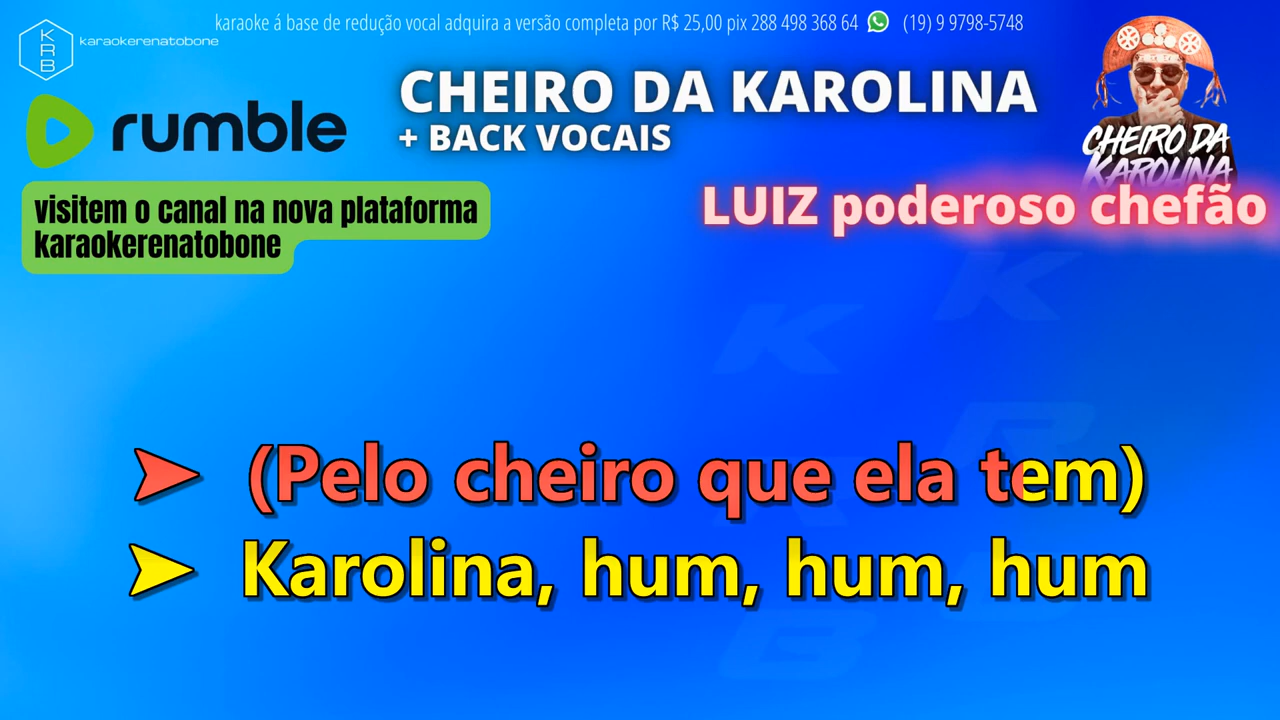 karaoke á base de redução vocal adquira a versão completa por R$ 25,00 pix 288 498 368 64 (19) 9 9798-5748
KRB
karaokerenatobone
rumble
CHEIRO DA KAROLINA
+ BACK VOCAIS
CHEIRO DA
KAROLINA
visitem o canal na nova plataforma
karaokerenatobone
LUIZ poderoso chefão
K
K
R
R
B
➤ (Pelo cheiro que ela tem)
➤ Karolina, hum, hum, hum